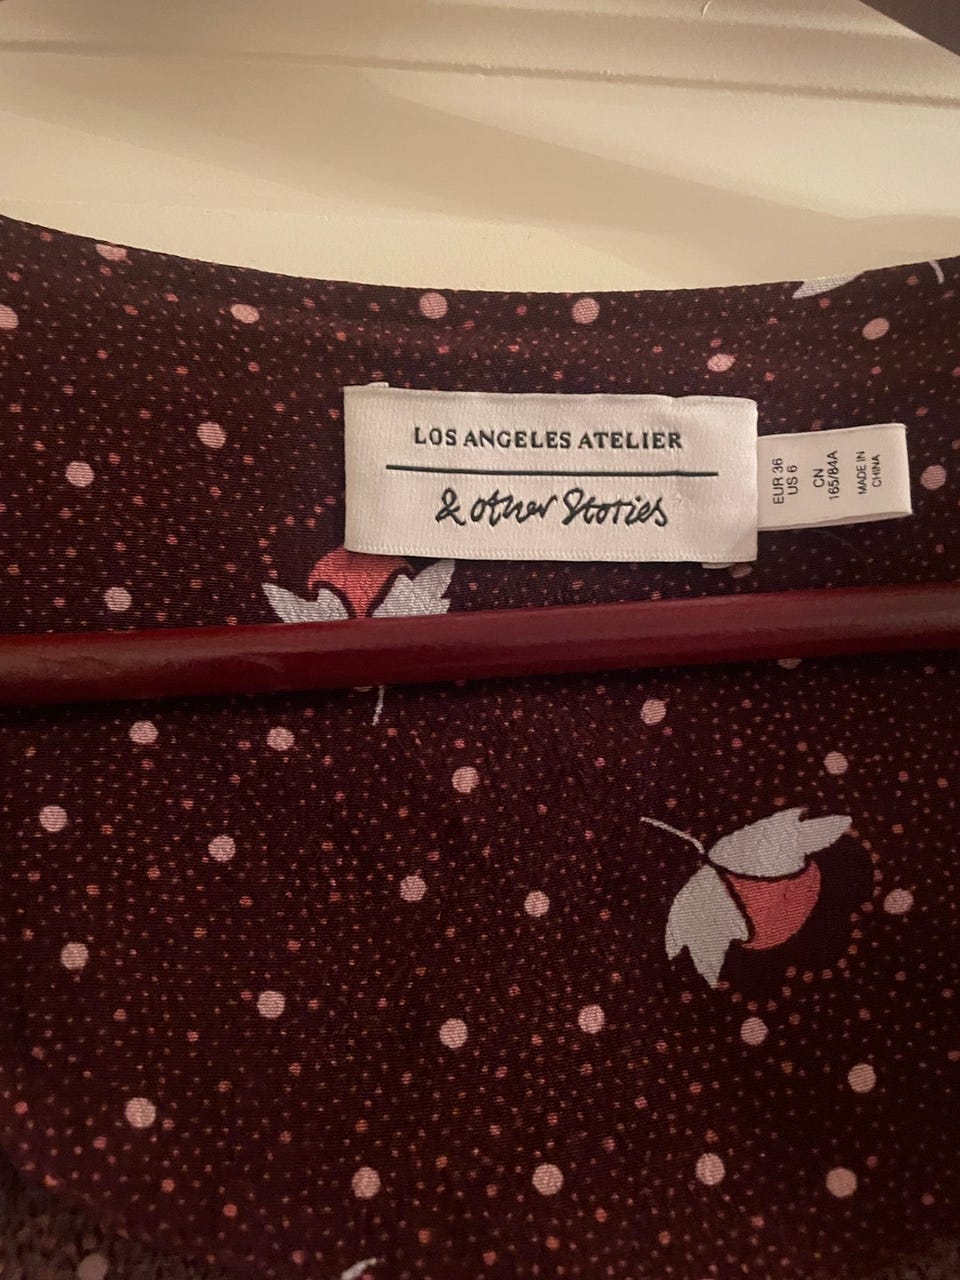 LOS ANGELES ATELIER
& other Stories
EUR 36
US 6
CN
165/84A
MADE IN
CHINA